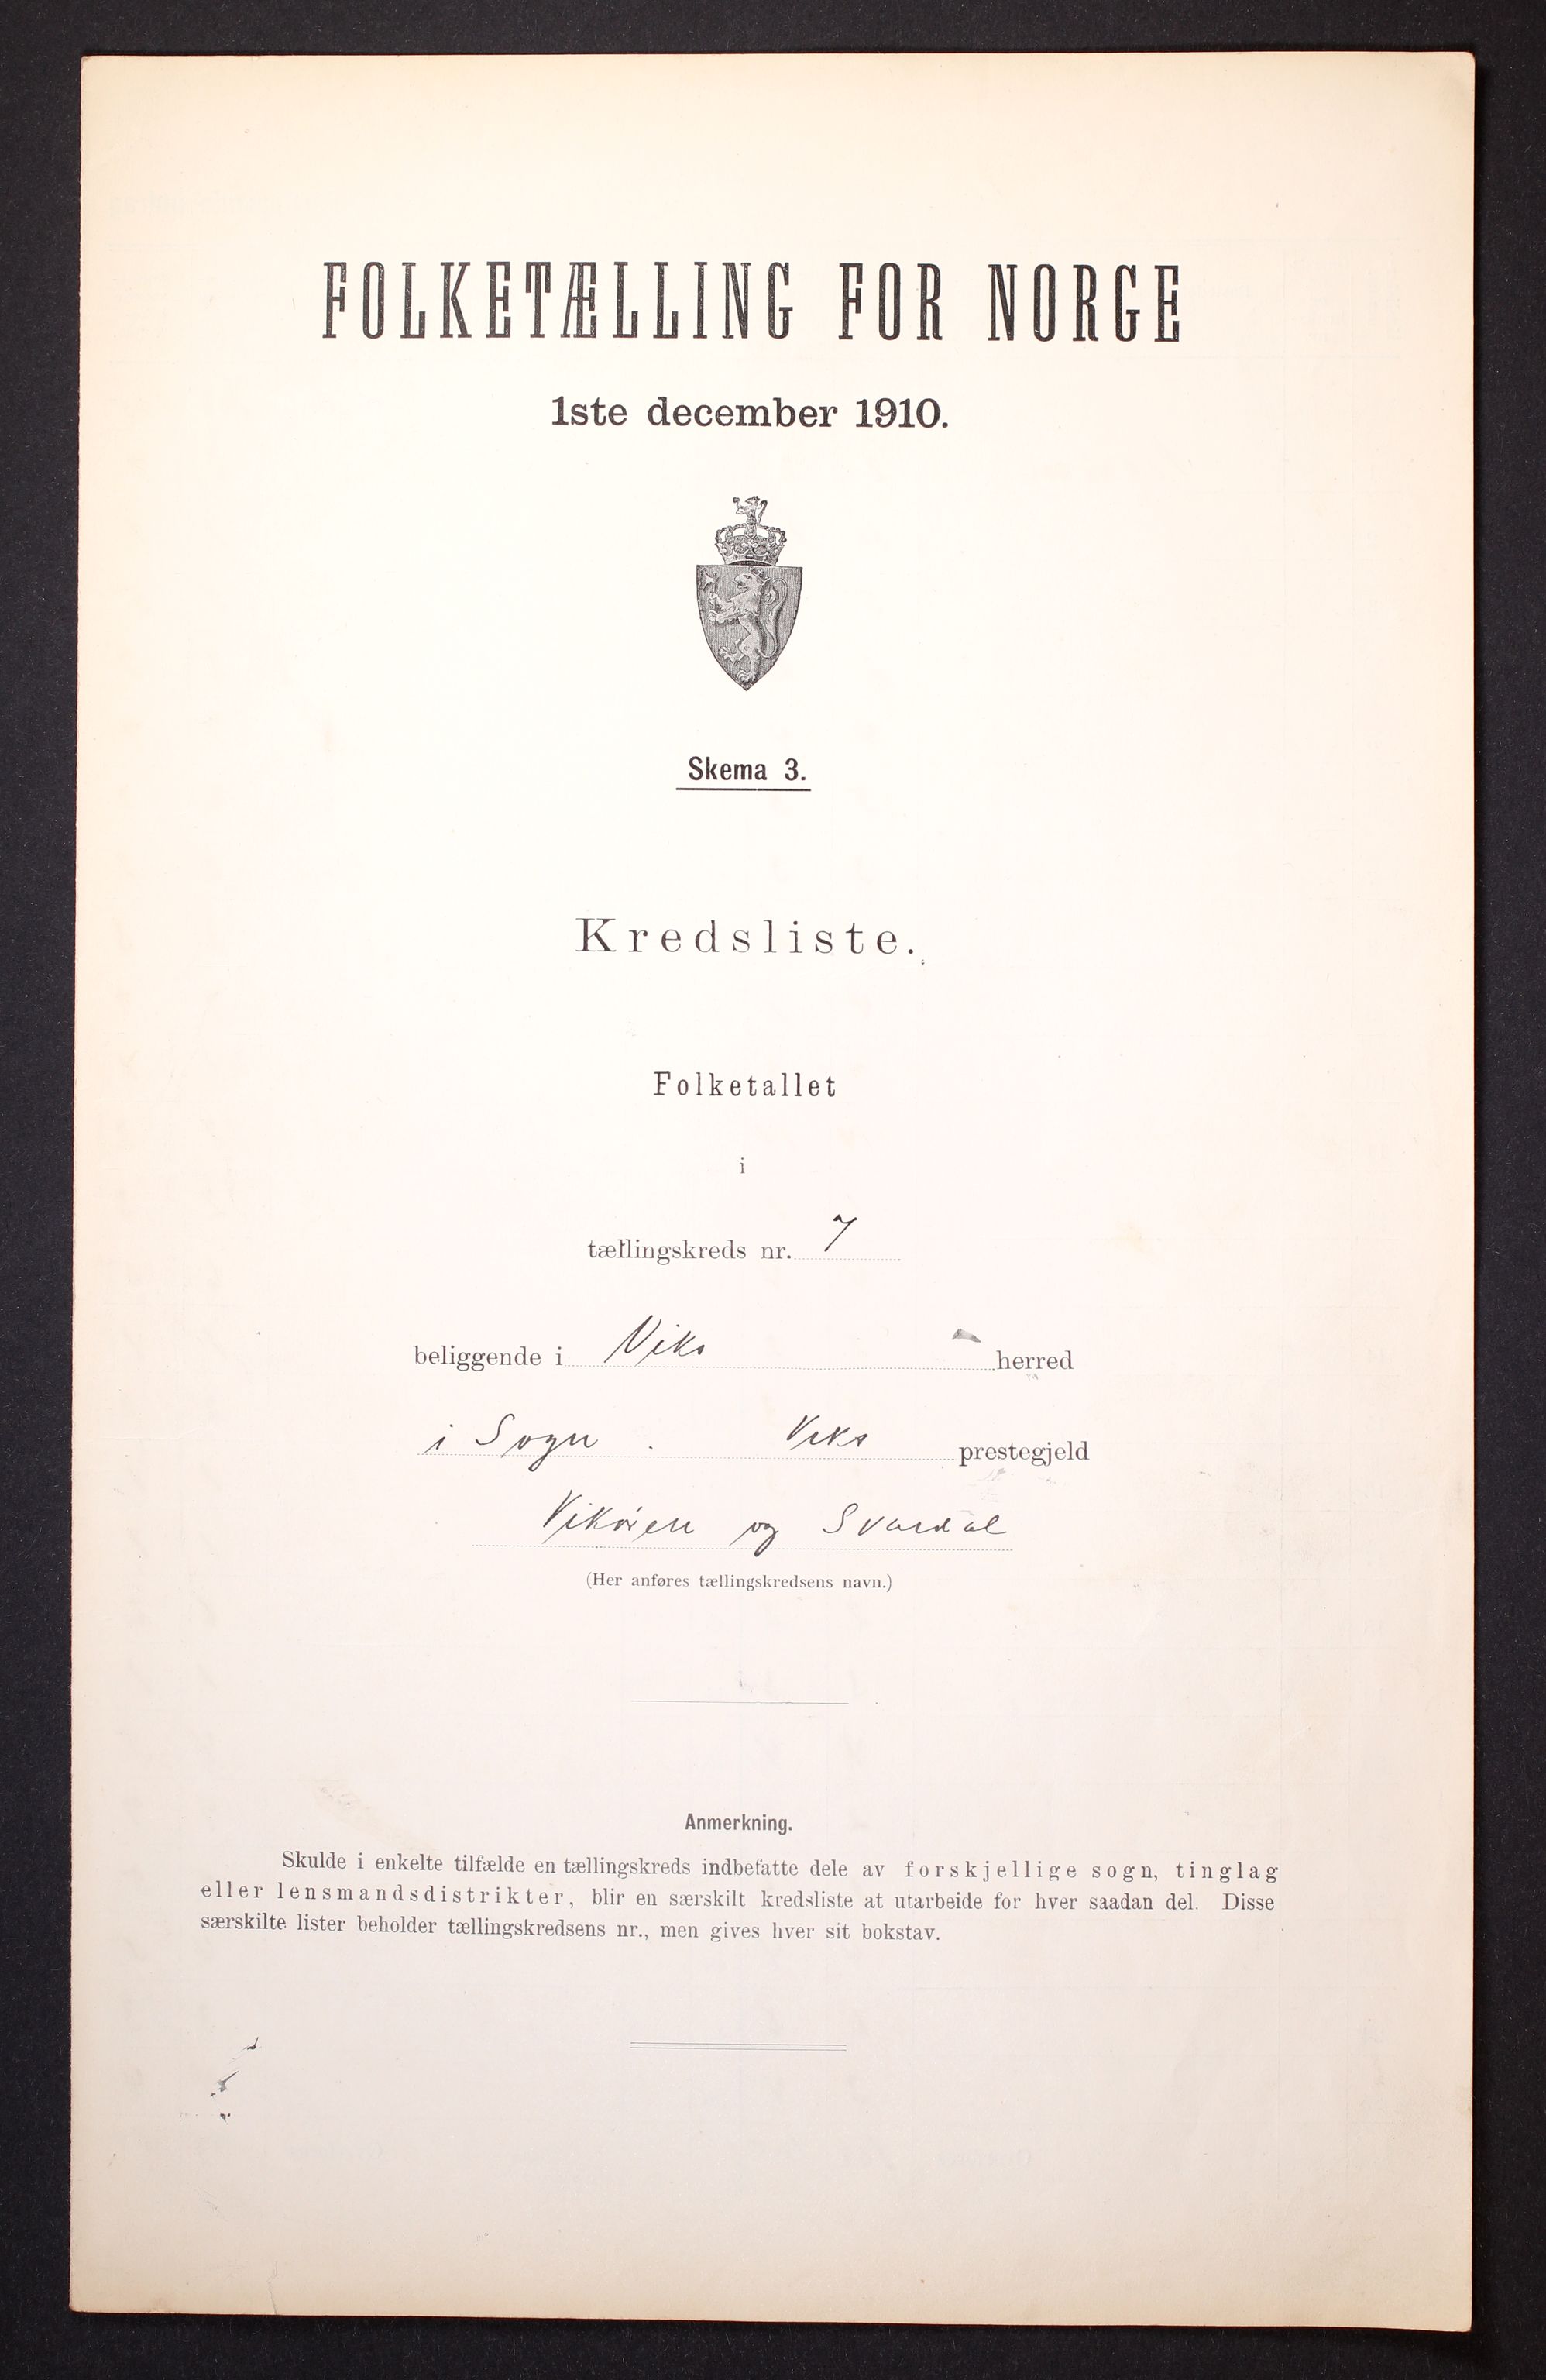 FOLKETÆLLING FOR NORGE
1ste december 1910.
Skema 3.
Kredsliste.
Folketallet
i
tællingskreds nr. 7
beliggende i Viks herred
i Sogn. Viks prestegjeld
Vikøren og Svardal
(Her anføres tællingskredsens navn.)
Anmerkning.
Skulde i enkelte tilfælde en tællingskreds indbefatte dele av forskjellige sogn, tinglag
eller lensmandsdistrikter, blir en særskilt kredsliste at utarbeide for hver saadan del. Disse
særskilte lister beholder tællingskredsens nr., men gives hver sit bokstav.